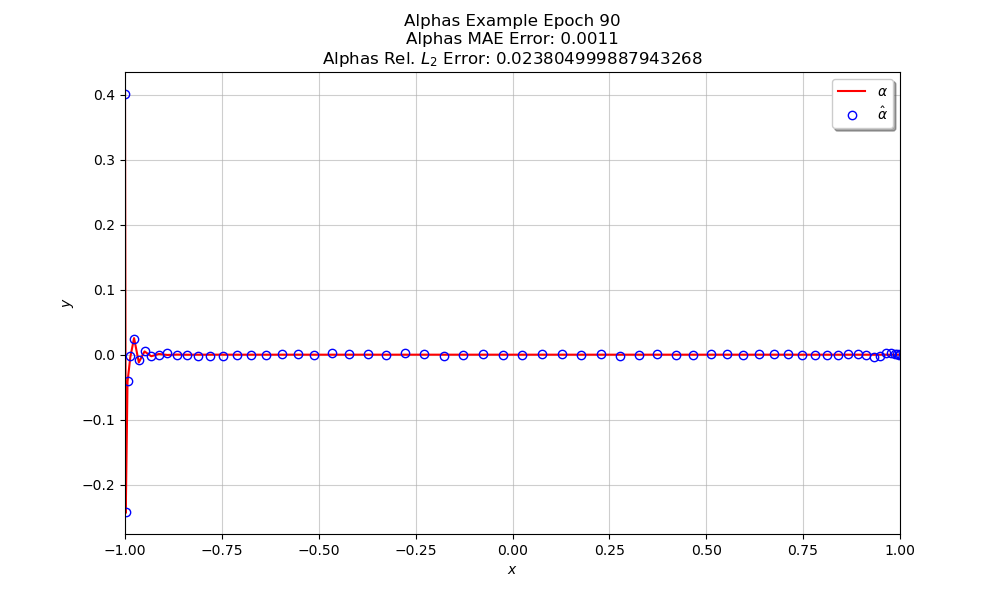 Alphas Example Epoch 90
Alphas MAE Error: 0.0011
Alphas Rel. $L_2$ Error: 0.023804999887943268
α
α̂
0.4
0.3
0.2
0.1
0.0
−0.1
−0.2
y
−1.00 −0.75 −0.50 −0.25 0.00 0.25 0.50 0.75 1.00
x